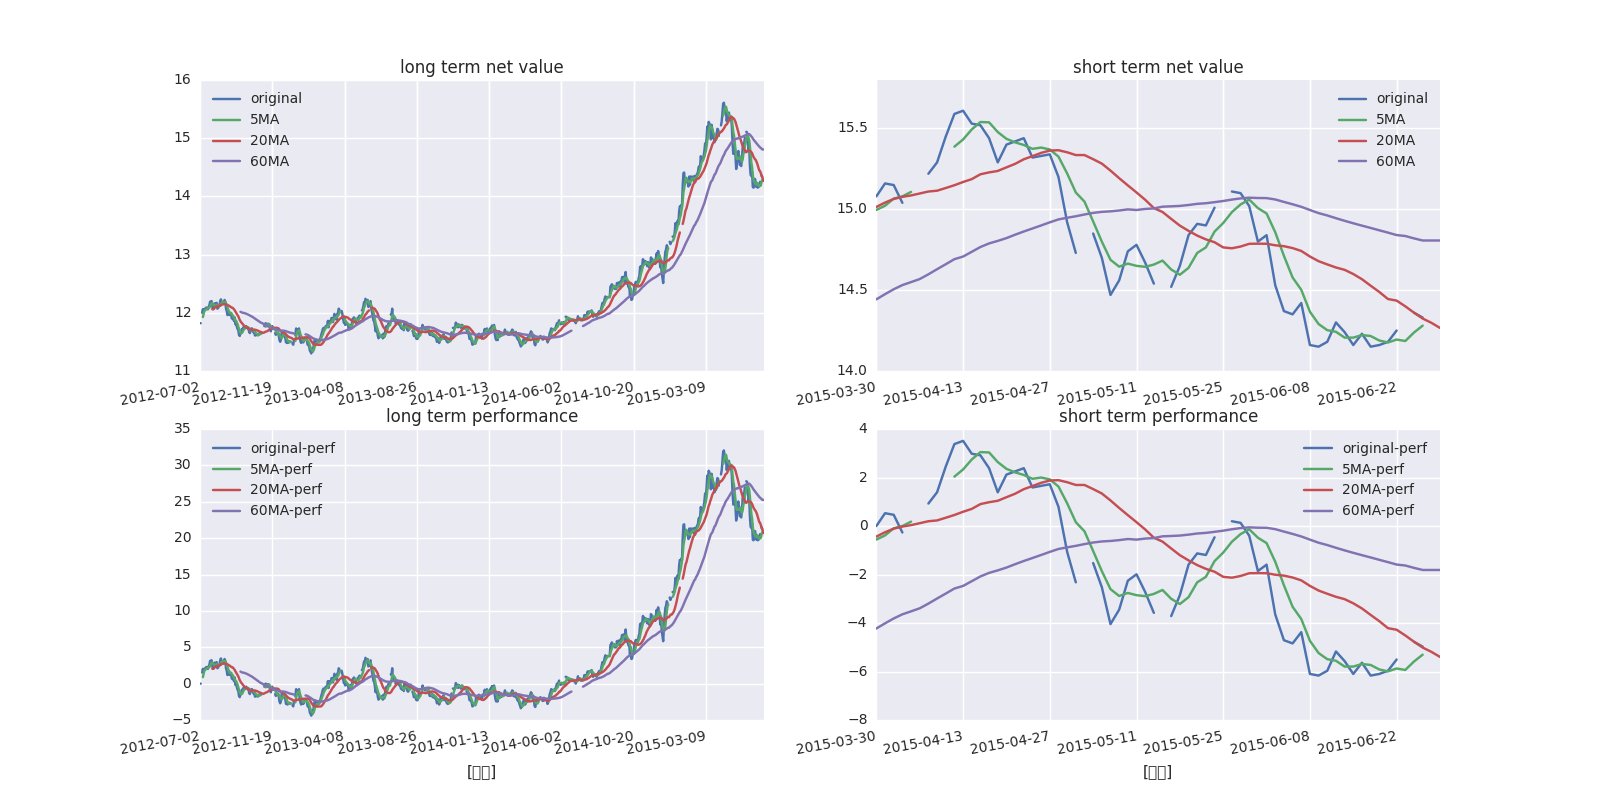 long term net value
16
15
14
13
12
11
original
5MA
20MA
60MA
2012-07-02
2012-11-19
2013-04-08
2013-08-26
2014-01-13
2014-06-02
2014-10-20
2015-03-09
short term net value
15.5
15.0
14.5
14.0
original
5MA
20MA
60MA
2015-03-30
2015-04-13
2015-04-27
2015-05-11
2015-05-25
2015-06-08
2015-06-22
long term performance
35
30
25
20
15
10
5
0
−5
original-perf
5MA-perf
20MA-perf
60MA-perf
2012-07-02
2012-11-19
2013-04-08
2013-08-26
2014-01-13
2014-06-02
2014-10-20
2015-03-09
short term performance
4
2
0
−2
−4
−6
−8
original-perf
5MA-perf
20MA-perf
60MA-perf
2015-03-30
2015-04-13
2015-04-27
2015-05-11
2015-05-25
2015-06-08
2015-06-22